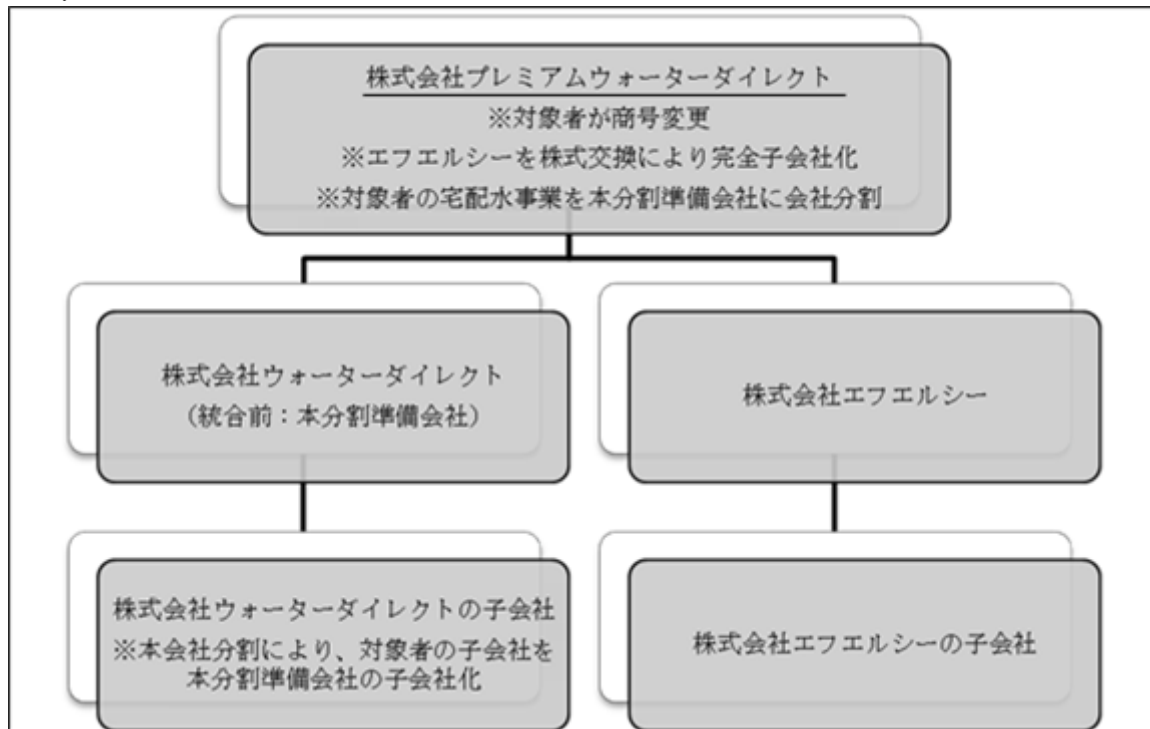 株式会社プレミアムウォーターダイレクト
※対象者が商号変更
※エフエルシーを株式交換により完全子会社化
※対象者の宅配水事業を本分割準備会社に会社分割
株式会社ウォーターダイレクト
（統合前：本分割準備会社）
株式会社エフエルシー
株式会社ウォーターダイレクトの子会社
※本会社分割により、対象者の子会社を
本分割準備会社の子会社化
株式会社エフエルシーの子会社